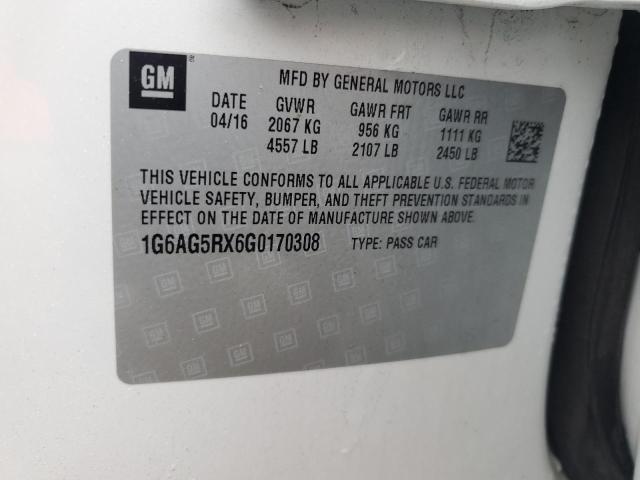 GM
MFD BY GENERAL MOTORS LLC
DATE GVWR GAWR FRT GAWR RR
04/16 2067 KG 956 KG 1111 KG
4557 LB 2107 LB 2450 LB
THIS VEHICLE CONFORMS TO ALL APPLICABLE U.S. FEDERAL MOTOR
VEHICLE SAFETY, BUMPER, AND THEFT PREVENTION STANDARDS IN
EFFECT ON THE DATE OF MANUFACTURE SHOWN ABOVE.
1G6AG5RX6G0170308 TYPE: PASS CAR